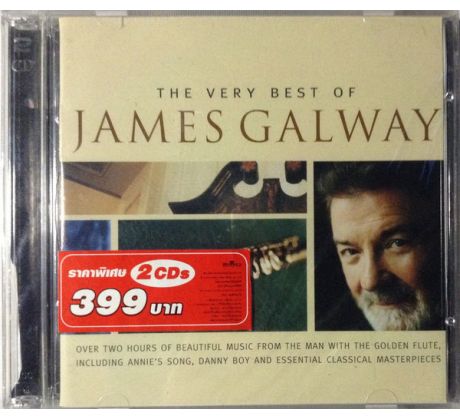 THE VERY BEST OF
JAMES GALWAY
ราคาพิเศษ 2 CDs
399 บาท
OVER TWO HOURS OF BEAUTIFUL MUSIC FROM THE MAN WITH THE GOLDEN FLUTE,
INCLUDING ANNIE'S SONG, DANNY BOY AND ESSENTIAL CLASSICAL MASTERPIECES